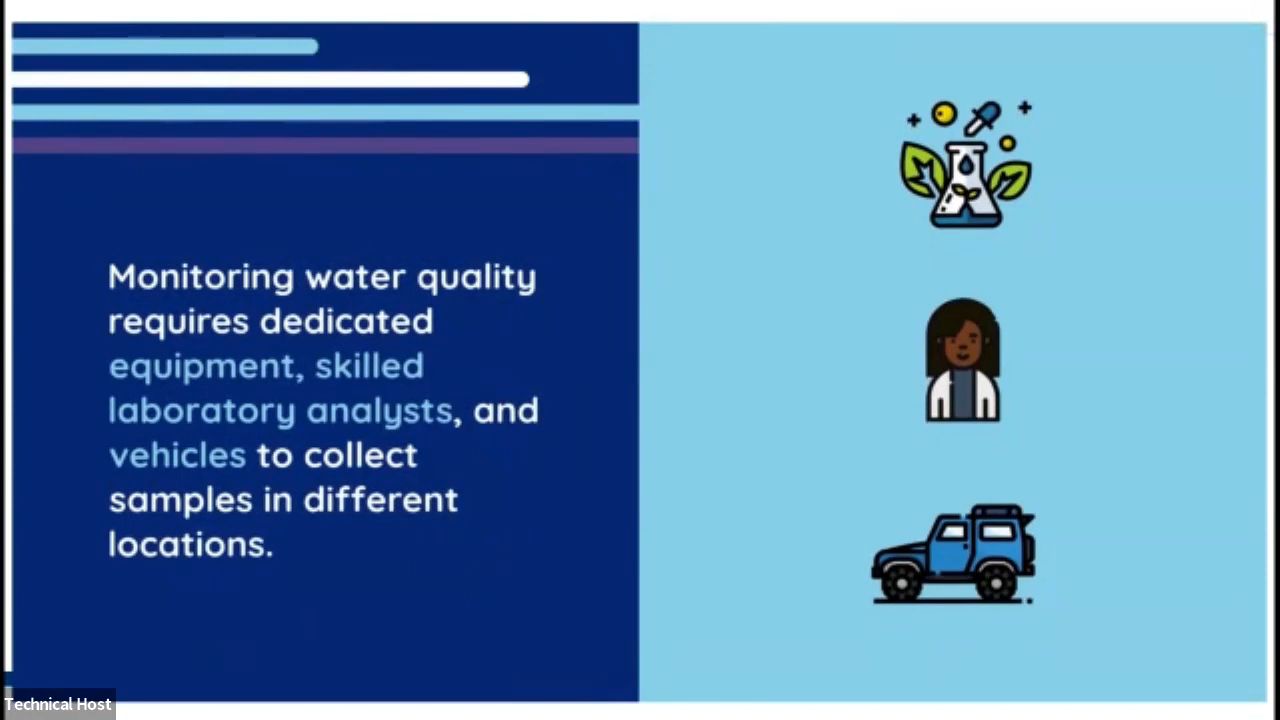 Monitoring water quality
requires dedicated
equipment, skilled
laboratory analysts, and
vehicles to collect
samples in different
locations.
Technical Host